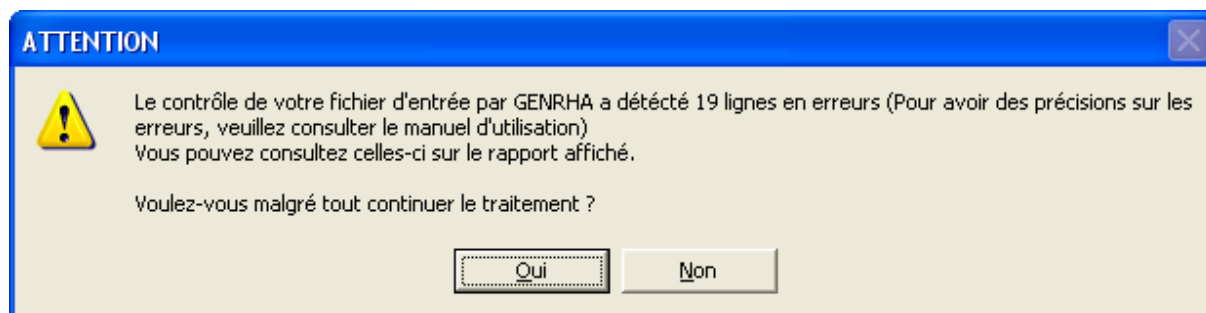 ATTENTION
Le contrôle de votre fichier d'entrée par GENRHA a détécté 19 lignes en erreurs (Pour avoir des précisions sur les
erreurs, veuillez consulter le manuel d'utilisation)
Vous pouvez consultez celles-ci sur le rapport affiché.
Voulez-vous malgré tout continuer le traitement ?
Oui
Non